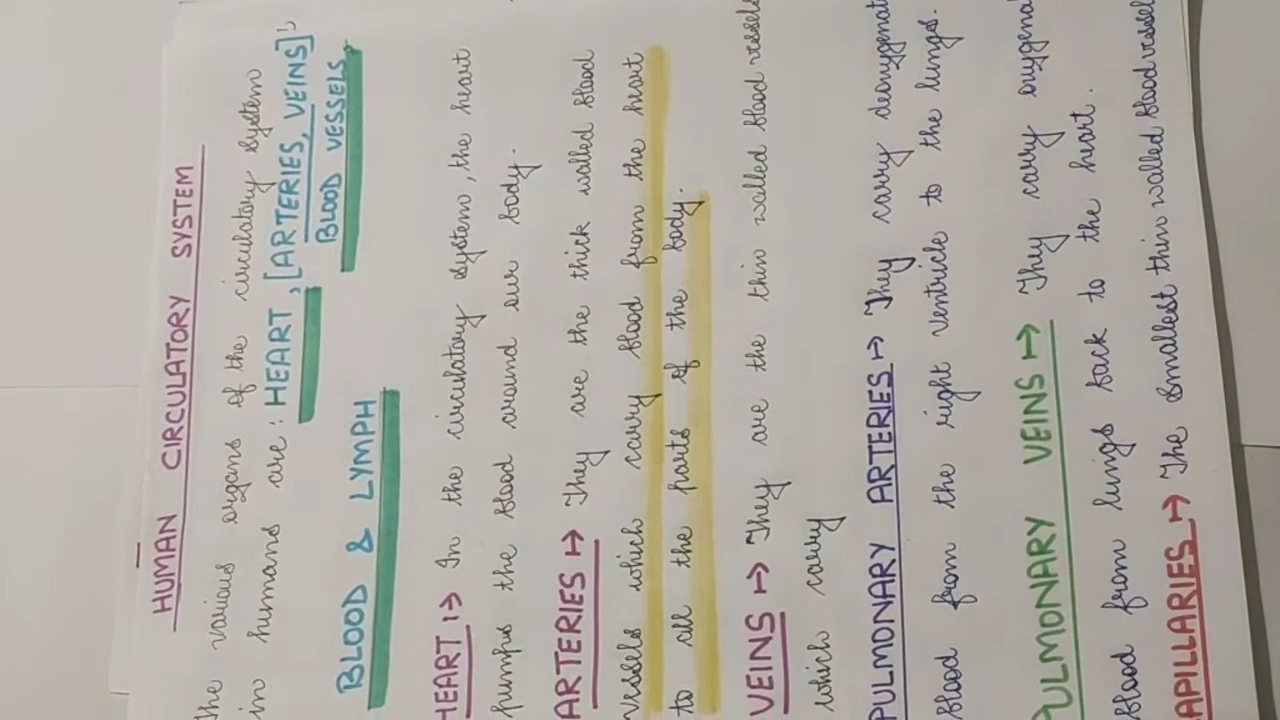 HUMAN CIRCULATORY SYSTEM
The various organs of the circulatory system
in humans are: HEART, [ARTERIES, VEINS],
BLOOD VESSELS
BLOOD & LYMPH
HEART → In the circulatory system, the heart
pumps the blood around our body.
ARTERIES → They are the thick walled blood
vessels which carry blood from the heart
to all the parts of the body.
VEINS → They are the thin walled blood vessels
which carry
PULMONARY ARTERIES → They carry deoxygenat
blood from the right ventricle to the lungs.
PULMONARY VEINS → They carry oxygena
blood from lungs back to the heart.
APILLARIES → The smallest thin walled blood vessel